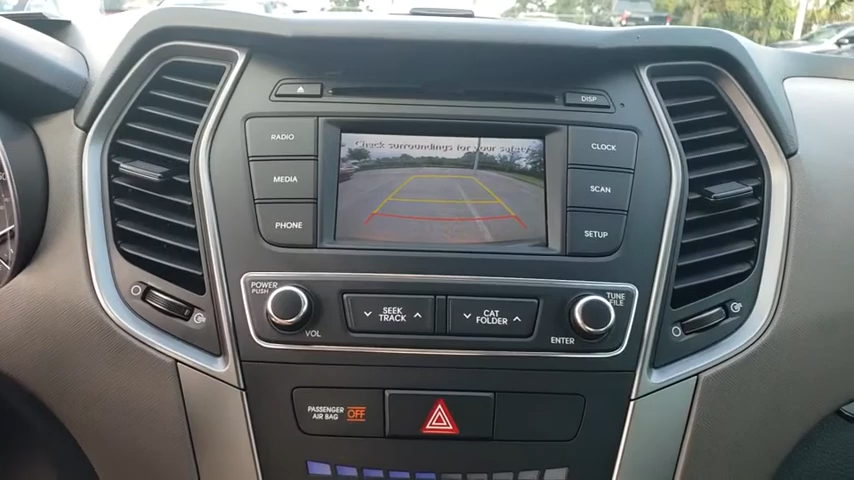 DISP
RADIO
MEDIA
PHONE
Check surroundings for your safety
CLOCK
SCAN
SETUP
POWER
PUSH
VOL
SEEK
TRACK
CAT
FOLDER
TUNE
FILE
ENTER
PASSENGER
AIR BAG OFF